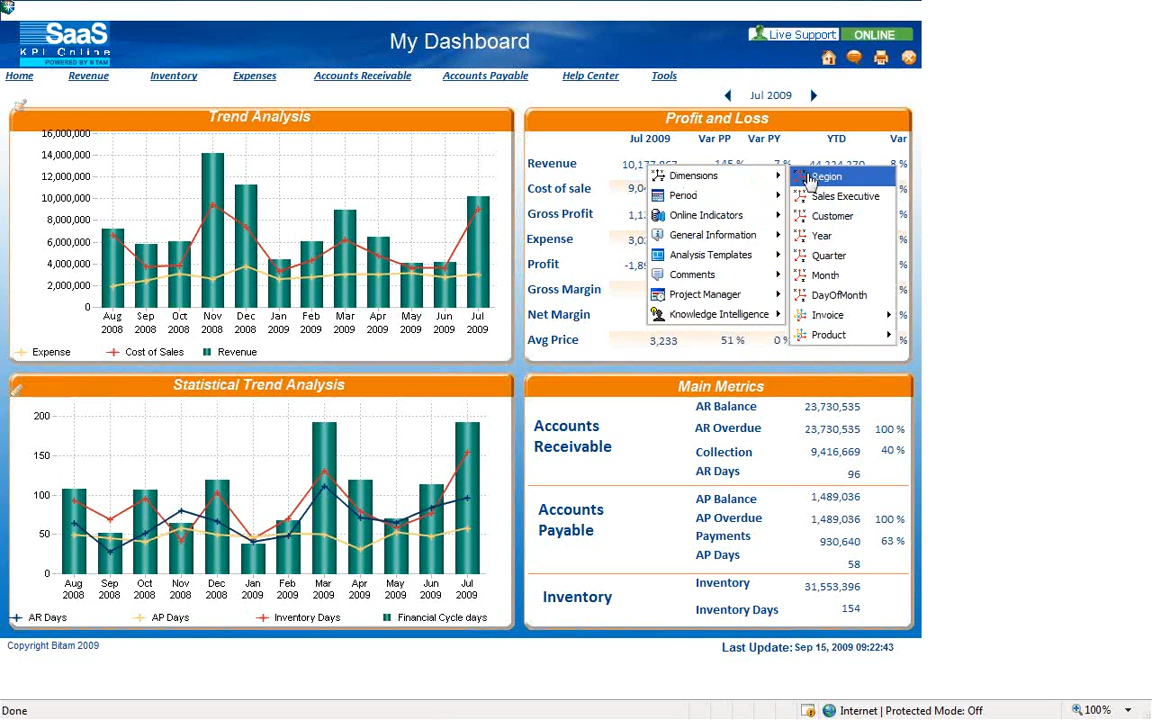 SaaS
KPI Online
POWERED BY BITAM
My Dashboard
Live Support
ONLINE
Home Revenue Inventory Expenses Accounts Receivable Accounts Payable Help Center Tools
Jul 2009
Trend Analysis
16,000,000
14,000,000
12,000,000
10,000,000
8,000,000
6,000,000
4,000,000
2,000,000
0
Aug 2008 Sep 2008 Oct 2008 Nov 2008 Dec 2008 Jan 2009 Feb 2009 Mar 2009 Apr 2009 May 2009 Jun 2009 Jul 2009
Expense Cost of Sales Revenue
Profit and Loss
Jul 2009 Var PP Var PY YTD Var
Revenue 145 % 7 % 8 %
Cost of sale
Gross Profit
Expense
Profit
Gross Margin
Net Margin
Avg Price 3,233 51 % 0 %
Dimensions
Period
Online Indicators
General Information
Analysis Templates
Comments
Project Manager
Knowledge Intelligence
Region
Sales Executive
Customer
Year
Quarter
Month
DayOfMonth
Invoice
Product
Statistical Trend Analysis
200
150
100
50
0
Aug 2008 Sep 2008 Oct 2008 Nov 2008 Dec 2008 Jan 2009 Feb 2009 Mar 2009 Apr 2009 May 2009 Jun 2009 Jul 2009
AR Days AP Days Inventory Days Financial Cycle days
Main Metrics
Accounts Receivable
AR Balance 23,730,535
AR Overdue 23,730,535 100 %
Collection 9,416,669 40 %
AR Days 96
Accounts Payable
AP Balance 1,489,036
AP Overdue 1,489,036 100 %
Payments 930,640 63 %
AP Days 58
Inventory
Inventory 31,553,396
Inventory Days 154
Copyright Bitam 2009
Last Update: Sep 15, 2009 09:22:43
Done
Internet | Protected Mode: Off
100%